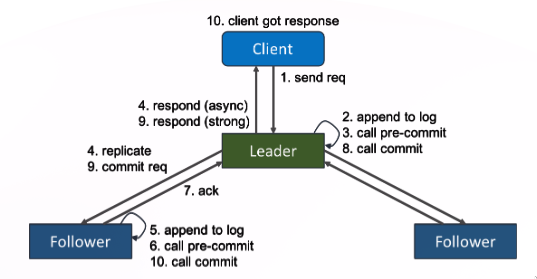 10. client got response
Client
1. send req
4. respond (async)
9. respond (strong)
2. append to log
3. call pre-commit
8. call commit
Leader
4. replicate
9. commit req
7. ack
Follower
5. append to log
6. call pre-commit
10. call commit
Follower